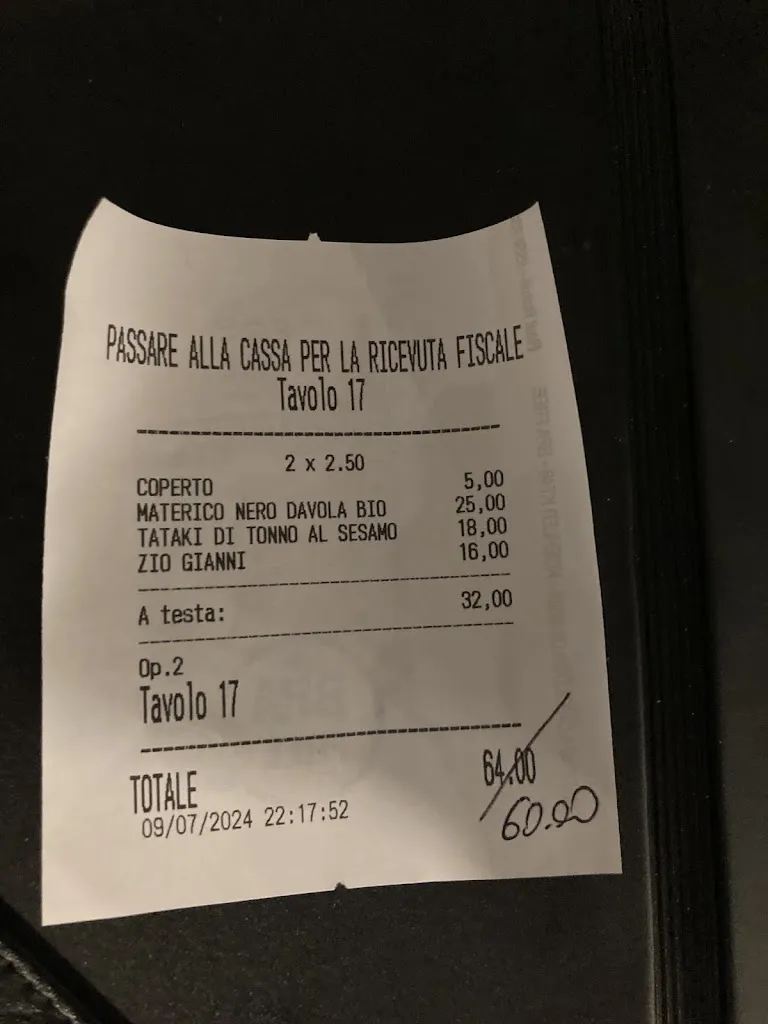 PASSARE ALLA CASSA PER LA RICEVUTA FISCALE
Tavolo 17
2 x 2.50
COPERTO 5,00
MATERICO NERO DAVOLA BIO 25,00
TATAKI DI TONNO AL SESAMO 18,00
ZIO GIANNI 16,00
A testa: 32,00
Op.2
Tavolo 17
TOTALE 64.00
09/07/2024 22:17:52
60.00